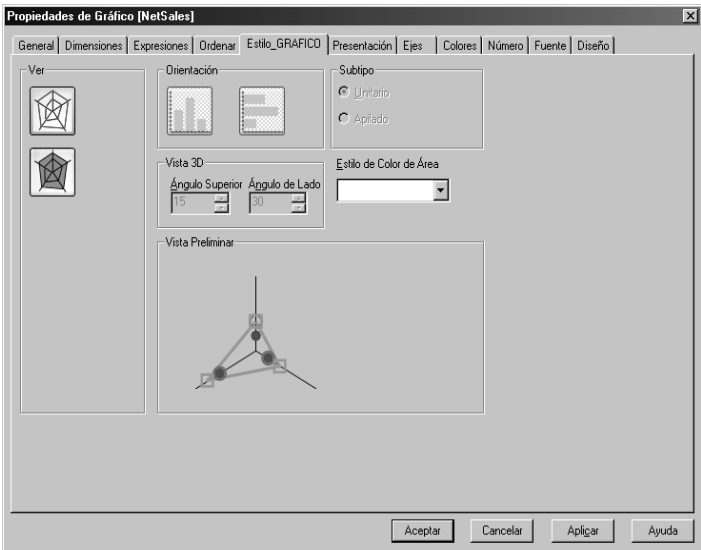 Propiedades de Gráfico [NetSales]
General Dimensiones Expresiones Ordenar Estilo_GRAFICO Presentación Ejes Colores Número Fuente Diseño
Ver
Orientación
Subtipo
Unitario
Apilado
Vista 3D
Ángulo Superior Ángulo de Lado
15 30
Estilo de Color de Área
Vista Preliminar
Aceptar Cancelar Aplicar Ayuda